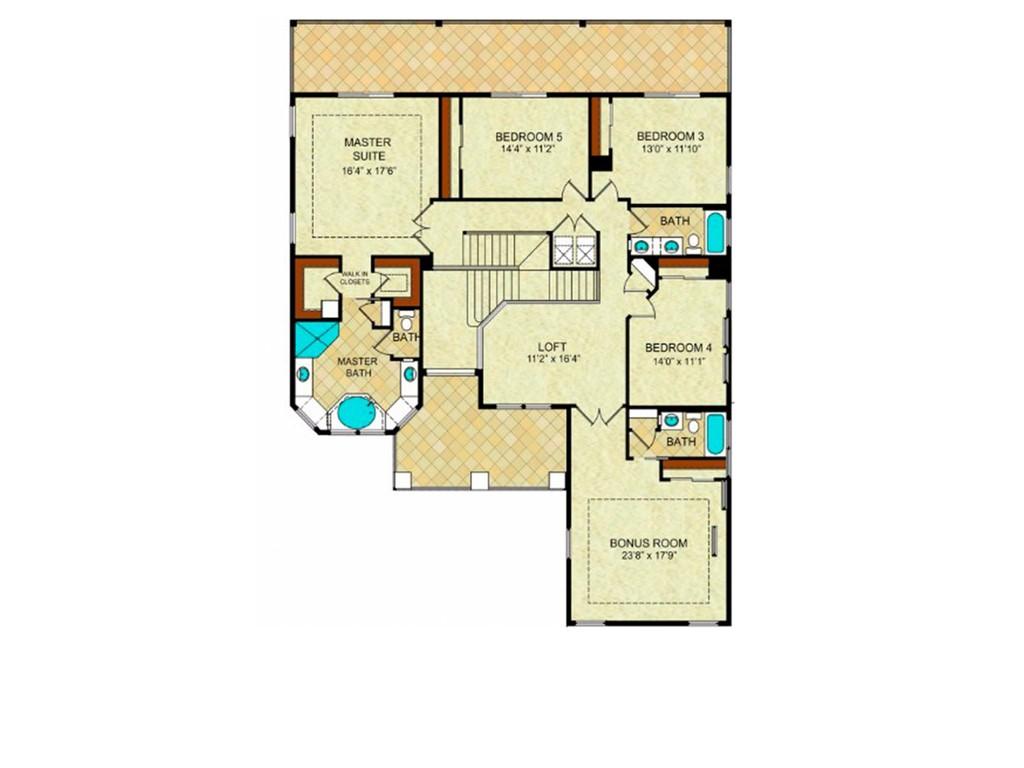 MASTER
SUITE
16'4" x 17'6"
BEDROOM 5
14'4" x 11'2"
BEDROOM 3
13'0" x 11'10"
BATH
WALK IN
CLOSETS
BATH
MASTER
BATH
LOFT
11'2" x 16'4"
BEDROOM 4
14'0" x 11'1"
BATH
BONUS ROOM
23'8" x 17'9"